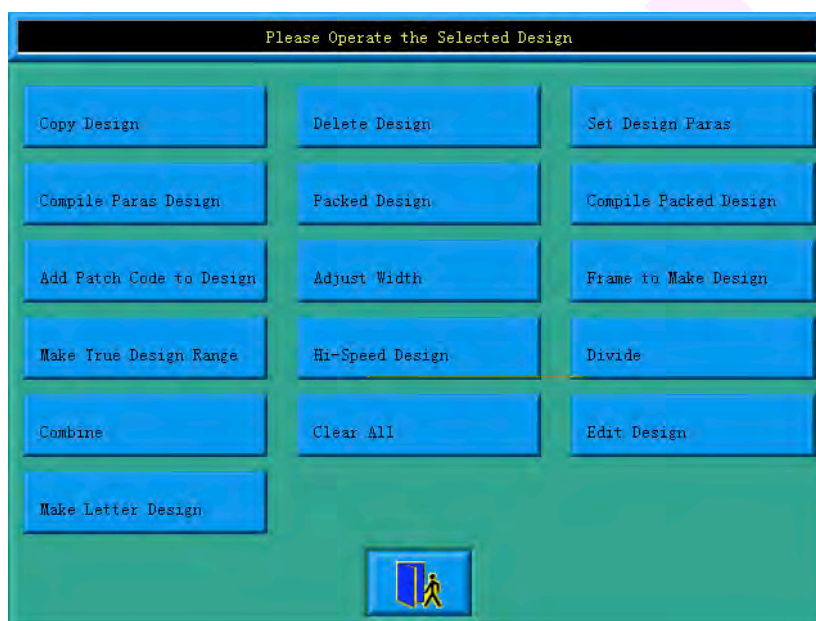 Please Operate the Selected Design
Copy Design
Delete Design
Set Design Paras
Compile Paras Design
Packed Design
Compile Packed Design
Add Patch Code to Design
Adjust Width
Frame to Make Design
Make True Design Range
Hi-Speed Design
Divide
Combine
Clear All
Edit Design
Make Letter Design